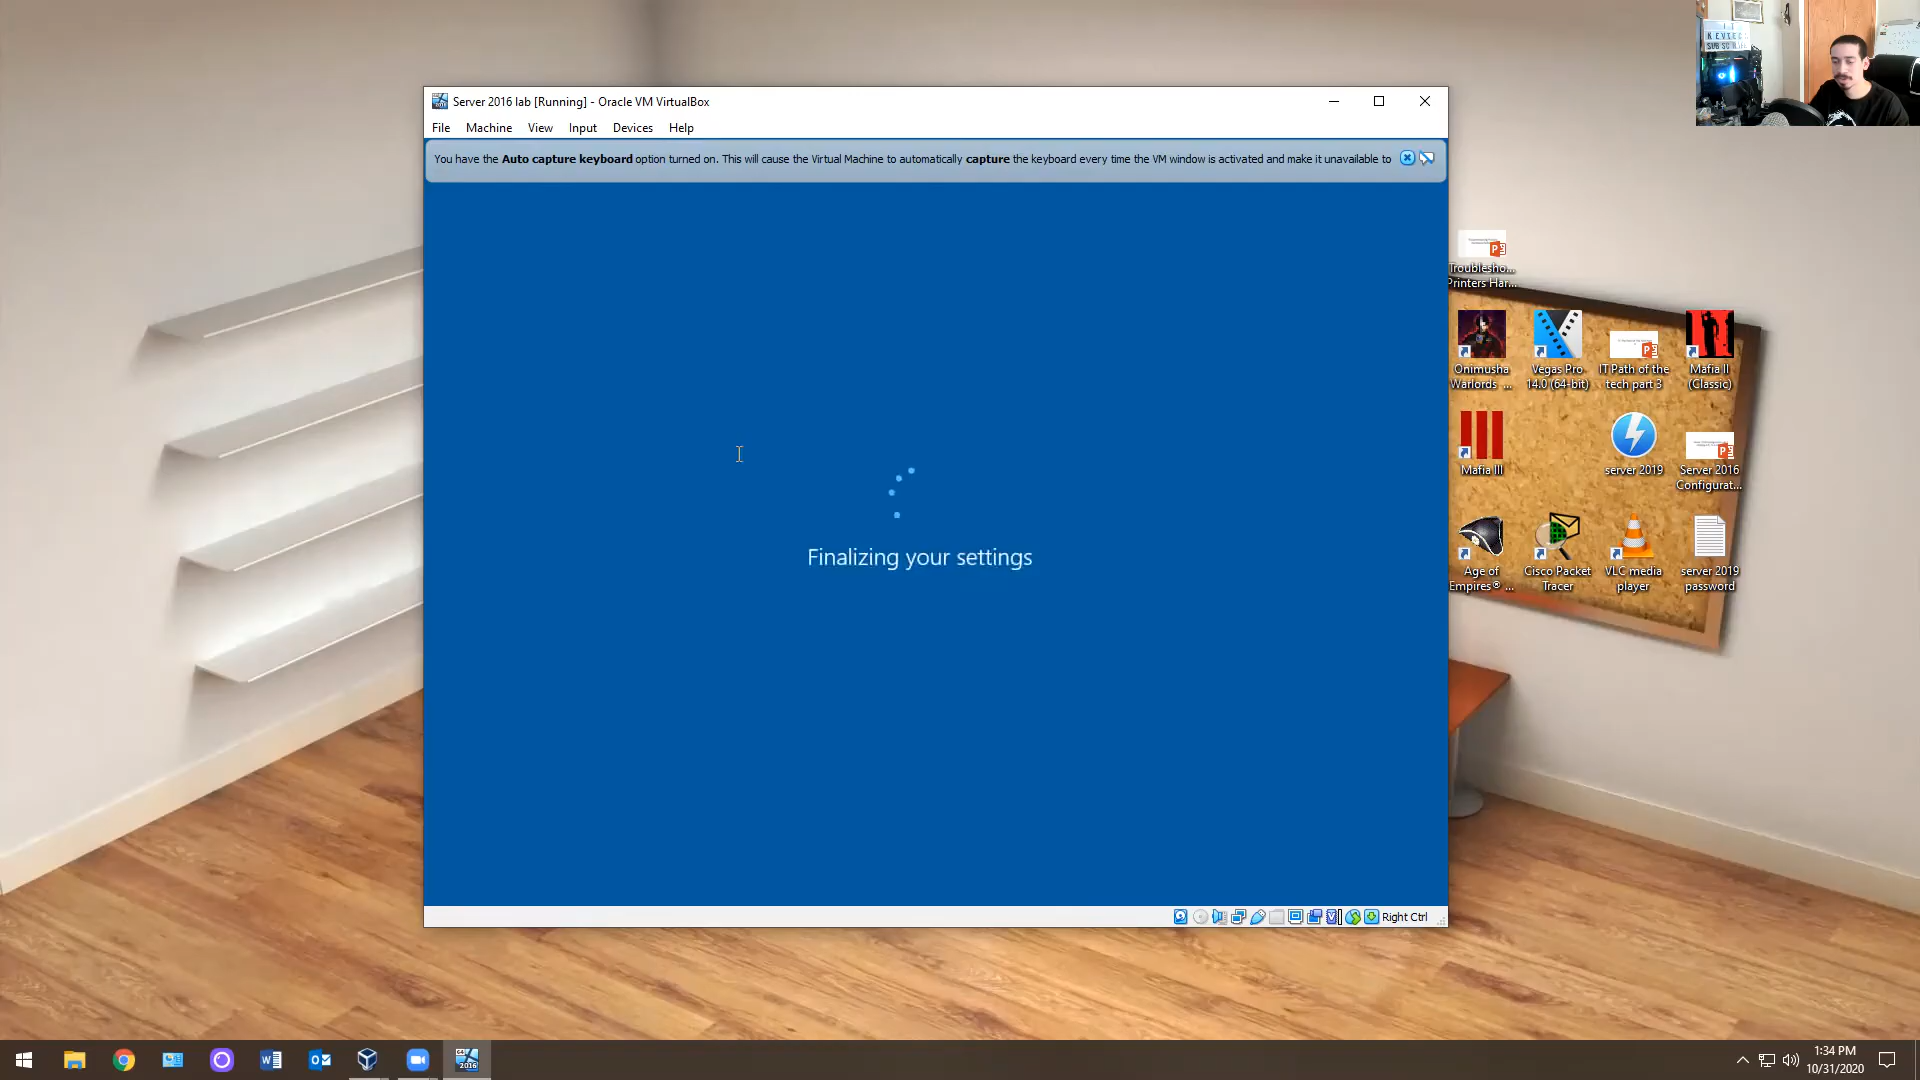 Server 2016 lab [Running] - Oracle VM VirtualBox
File Machine View Input Devices Help
You have the Auto capture keyboard option turned on. This will cause the Virtual Machine to automatically capture the keyboard every time the VM window is activated and make it unavailable to
Finalizing your settings
Right Ctrl
Troublesho...
Printers Har...
Onimusha
Warlords ...
Vegas Pro
14.0 (64-bit)
IT Path of the
tech part 3
Mafia II
(Classic)
Mafia III
server 2019
Server 2016
Configurat...
Age of
Empires® ...
Cisco Packet
Tracer
VLC media
player
server 2019
password
2016
1:34 PM
10/31/2020